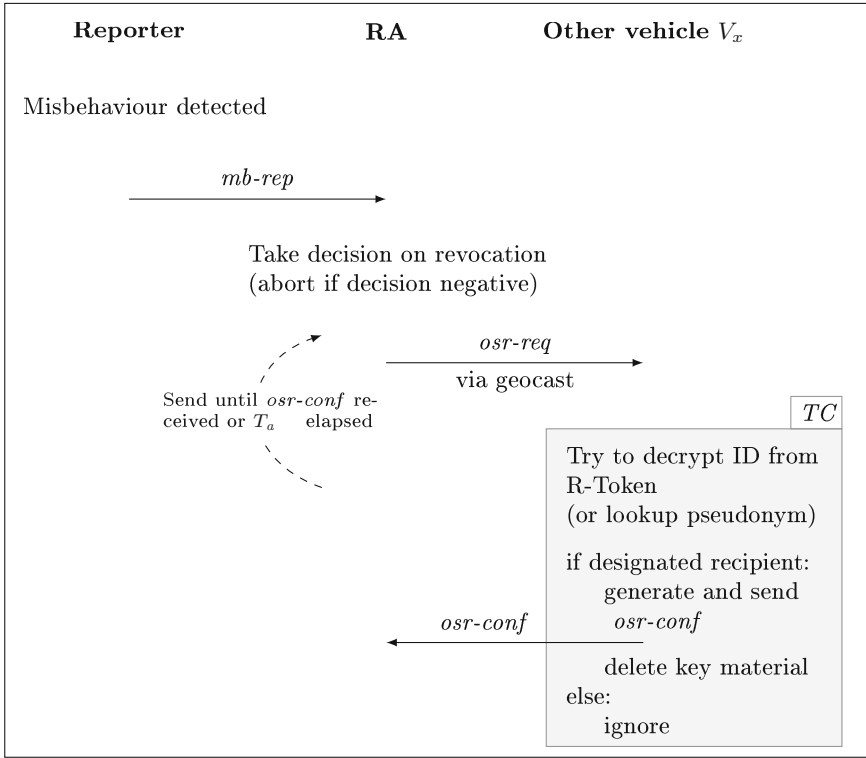 Reporter RA Other vehicle Vₓ
Misbehaviour detected
mb-rep
Take decision on revocation
(abort if decision negative)
osr-req
via geocast
Send until osr-conf re-
ceived or Tₐ elapsed
TC
Try to decrypt ID from
R-Token
(or lookup pseudonym)
if designated recipient:
generate and send
osr-conf
osr-conf
delete key material
else:
ignore